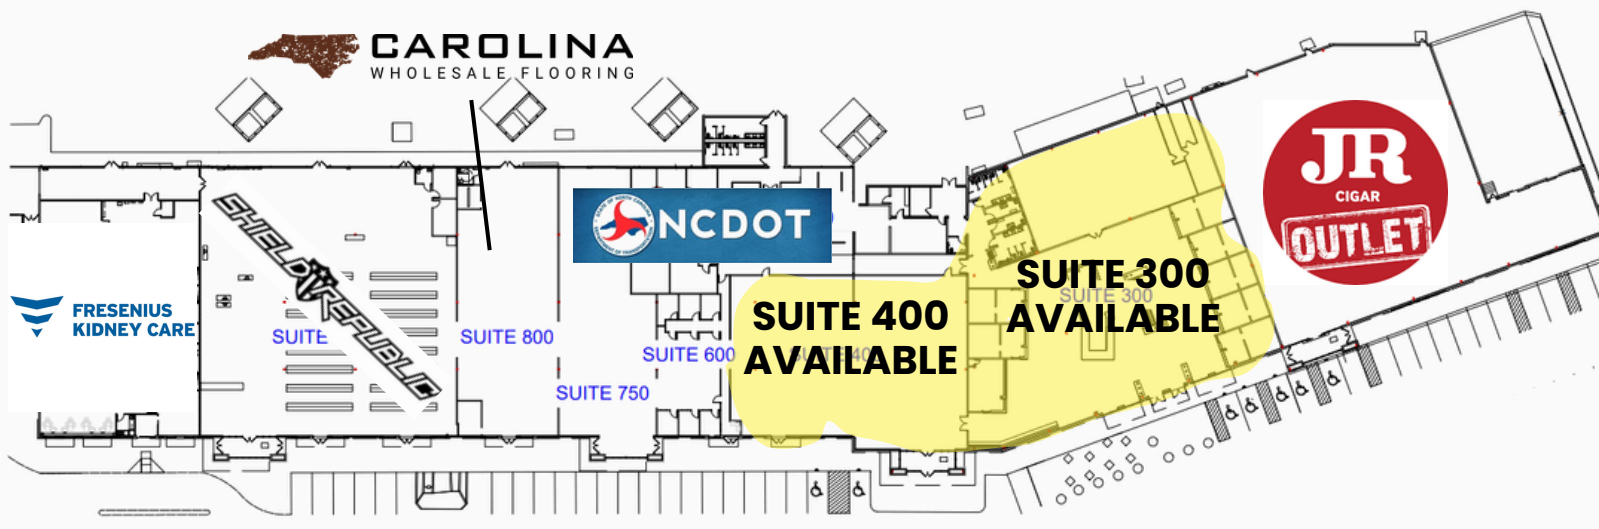 CAROLINA
WHOLESALE FLOORING
FRESENIUS
KIDNEY CARE
SUITE
SHIELD REPUBLIC
SUITE 800
NCDOT
SUITE 750
SUITE 600
SUITE 400
AVAILABLE
SUITE 300
SUITE 300
AVAILABLE
JR
CIGAR
OUTLET